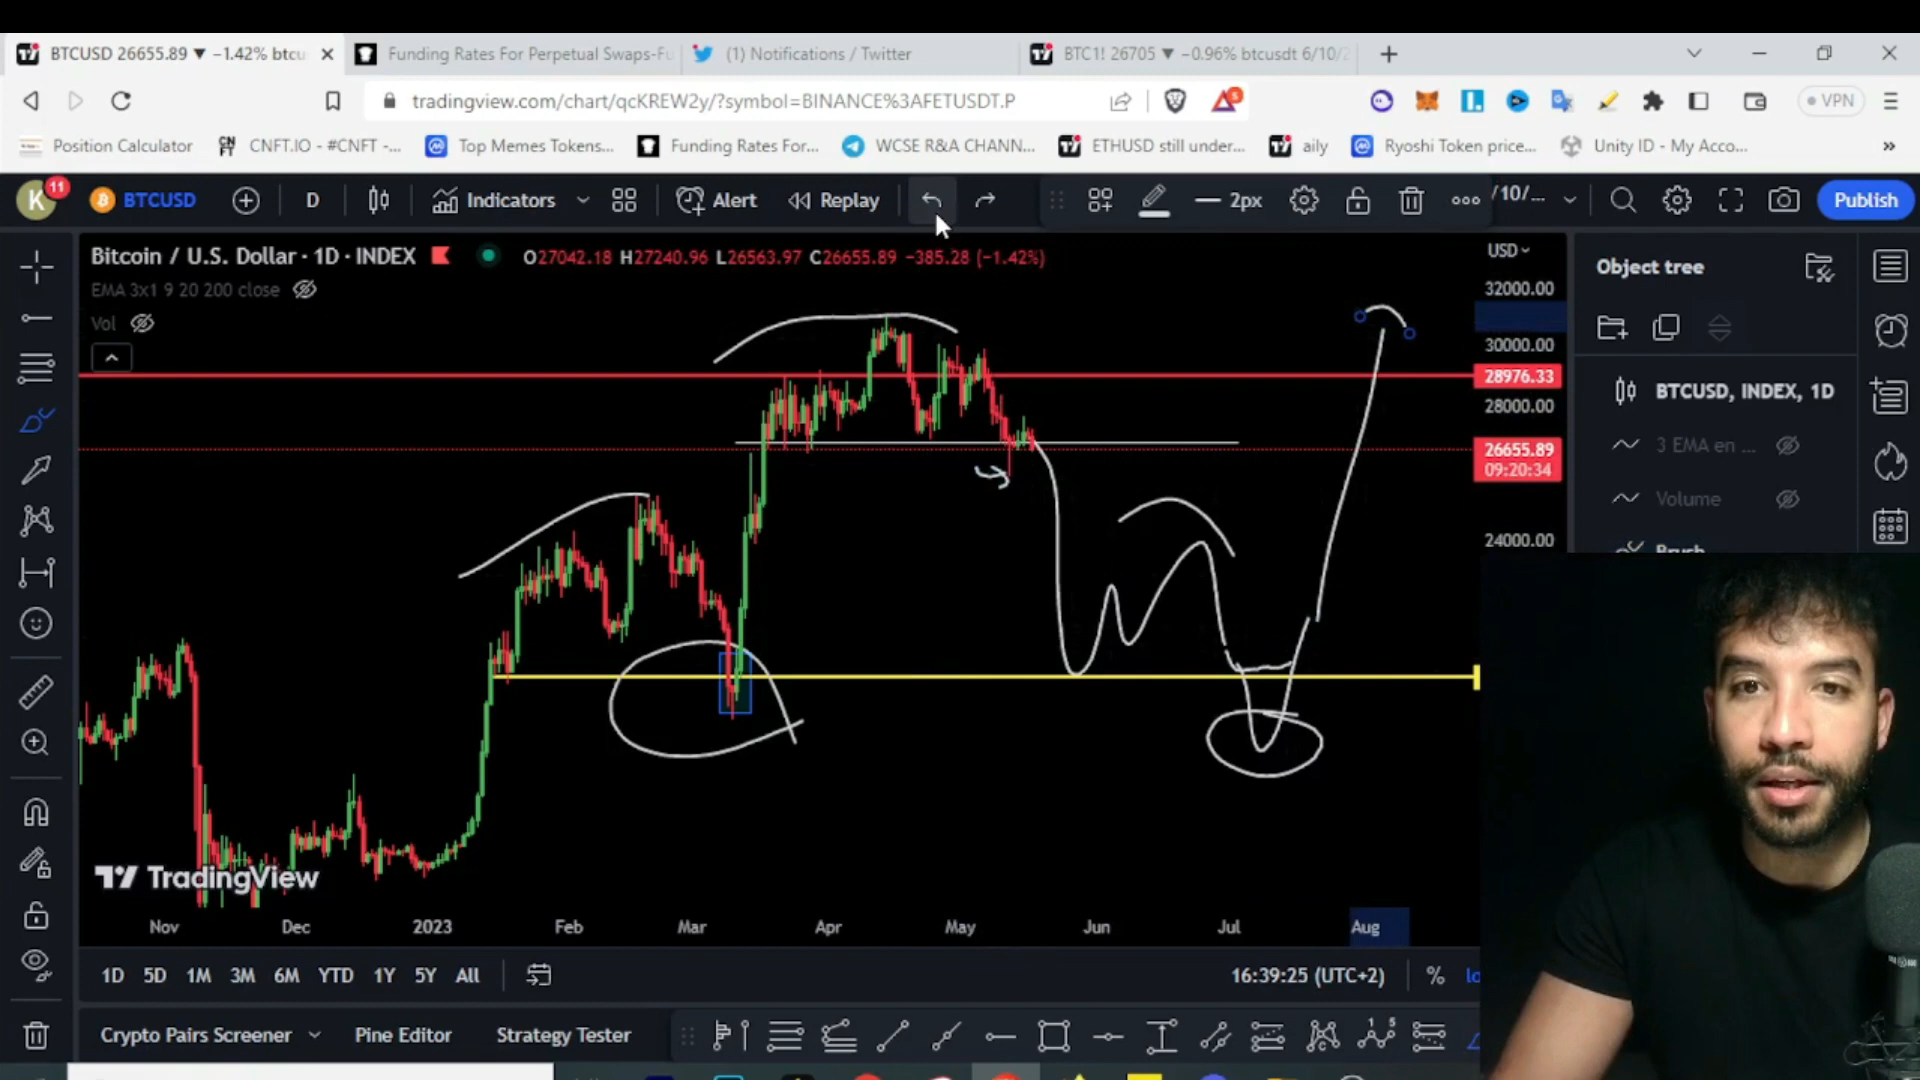 BTCUSD 26655.89 ▼ −1.42% btcu
Funding Rates For Perpetual Swaps-Fu
(1) Notifications / Twitter
BTC1! 26705 ▼ −0.96% btcusdt 6/10/2
tradingview.com/chart/qcKREW2y/?symbol=BINANCE%3AFETUSDT.P
5
VPN
Position Calculator
CNFT.IO - #CNFT -...
Top Memes Tokens...
Funding Rates For...
WCSE R&A CHANN...
ETHUSD still under...
aily
Ryoshi Token price...
Unity ID - My Acco...
»
K 11
BTCUSD
D
Indicators
Alert
Replay
2px
/10/...
Publish
Bitcoin / U.S. Dollar · 1D · INDEX
O27042.18 H27240.96 L26563.97 C26655.89 −385.28 (−1.42%)
EMA 3x1 9 20 200 close
Vol
USD
32000.00
30000.00
28976.33
28000.00
26655.89
09:20:34
24000.00
Object tree
BTCUSD, INDEX, 1D
3 EMA en ...
Volume
Brush
TradingView
Nov Dec 2023 Feb Mar Apr May Jun Jul Aug
1D 5D 1M 3M 6M YTD 1Y 5Y All
16:39:25 (UTC+2)
%
lo
Crypto Pairs Screener
Pine Editor
Strategy Tester